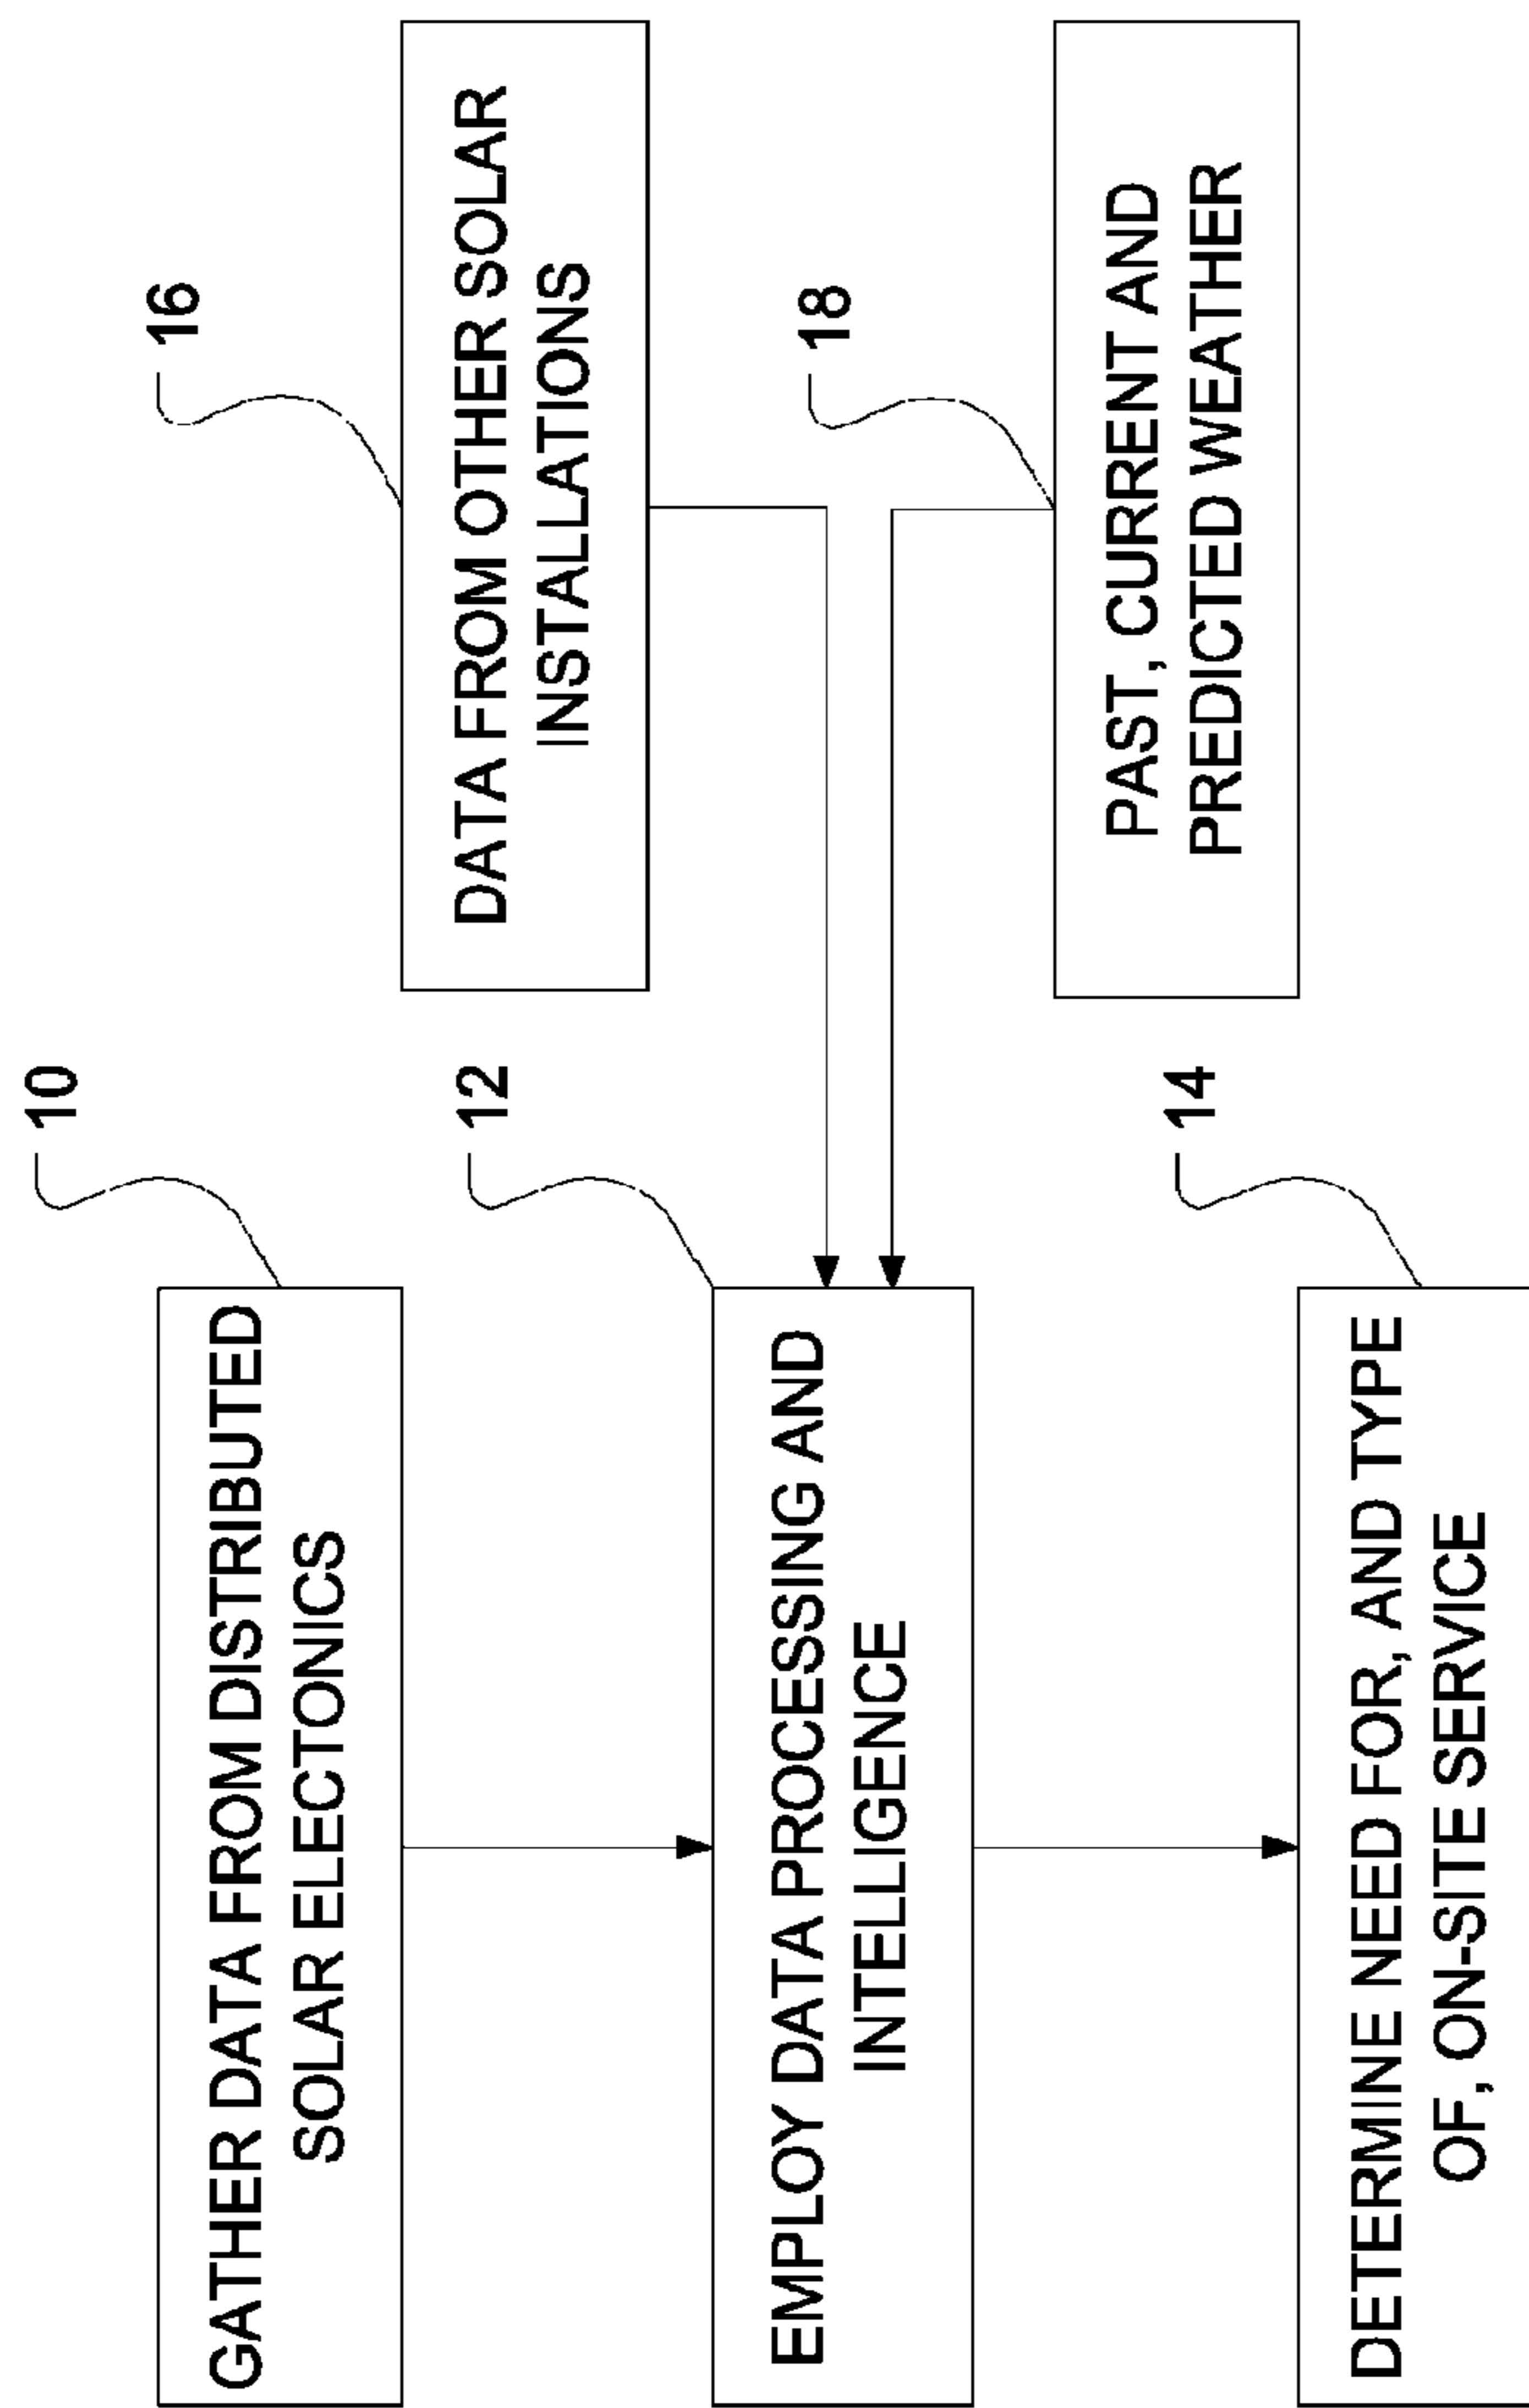 10
GATHER DATA FROM DISTRIBUTED
SOLAR ELECTONICS
16
DATA FROM OTHER SOLAR
INSTALLATIONS
12
EMPLOY DATA PROCESSING AND
INTELLIGENCE
18
PAST, CURRENT AND
PREDICTED WEATHER
14
DETERMINE NEED FOR, AND TYPE
OF, ON-SITE SERVICE